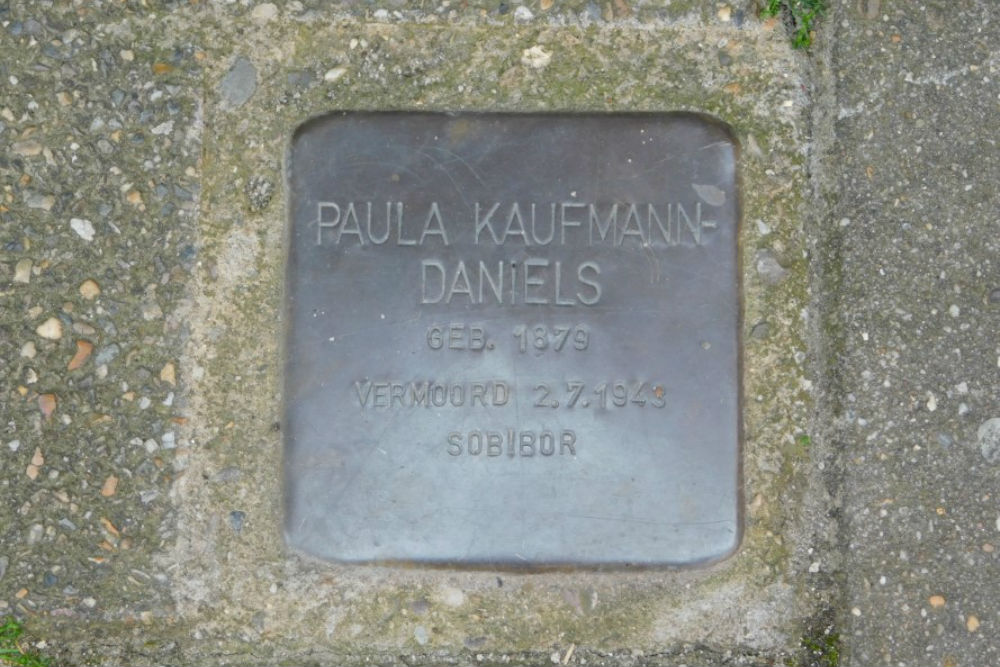 PAULA KAUFMANN-
DANIELS
GEB. 1879
VERMOORD 2.7.1943
SOBIBOR